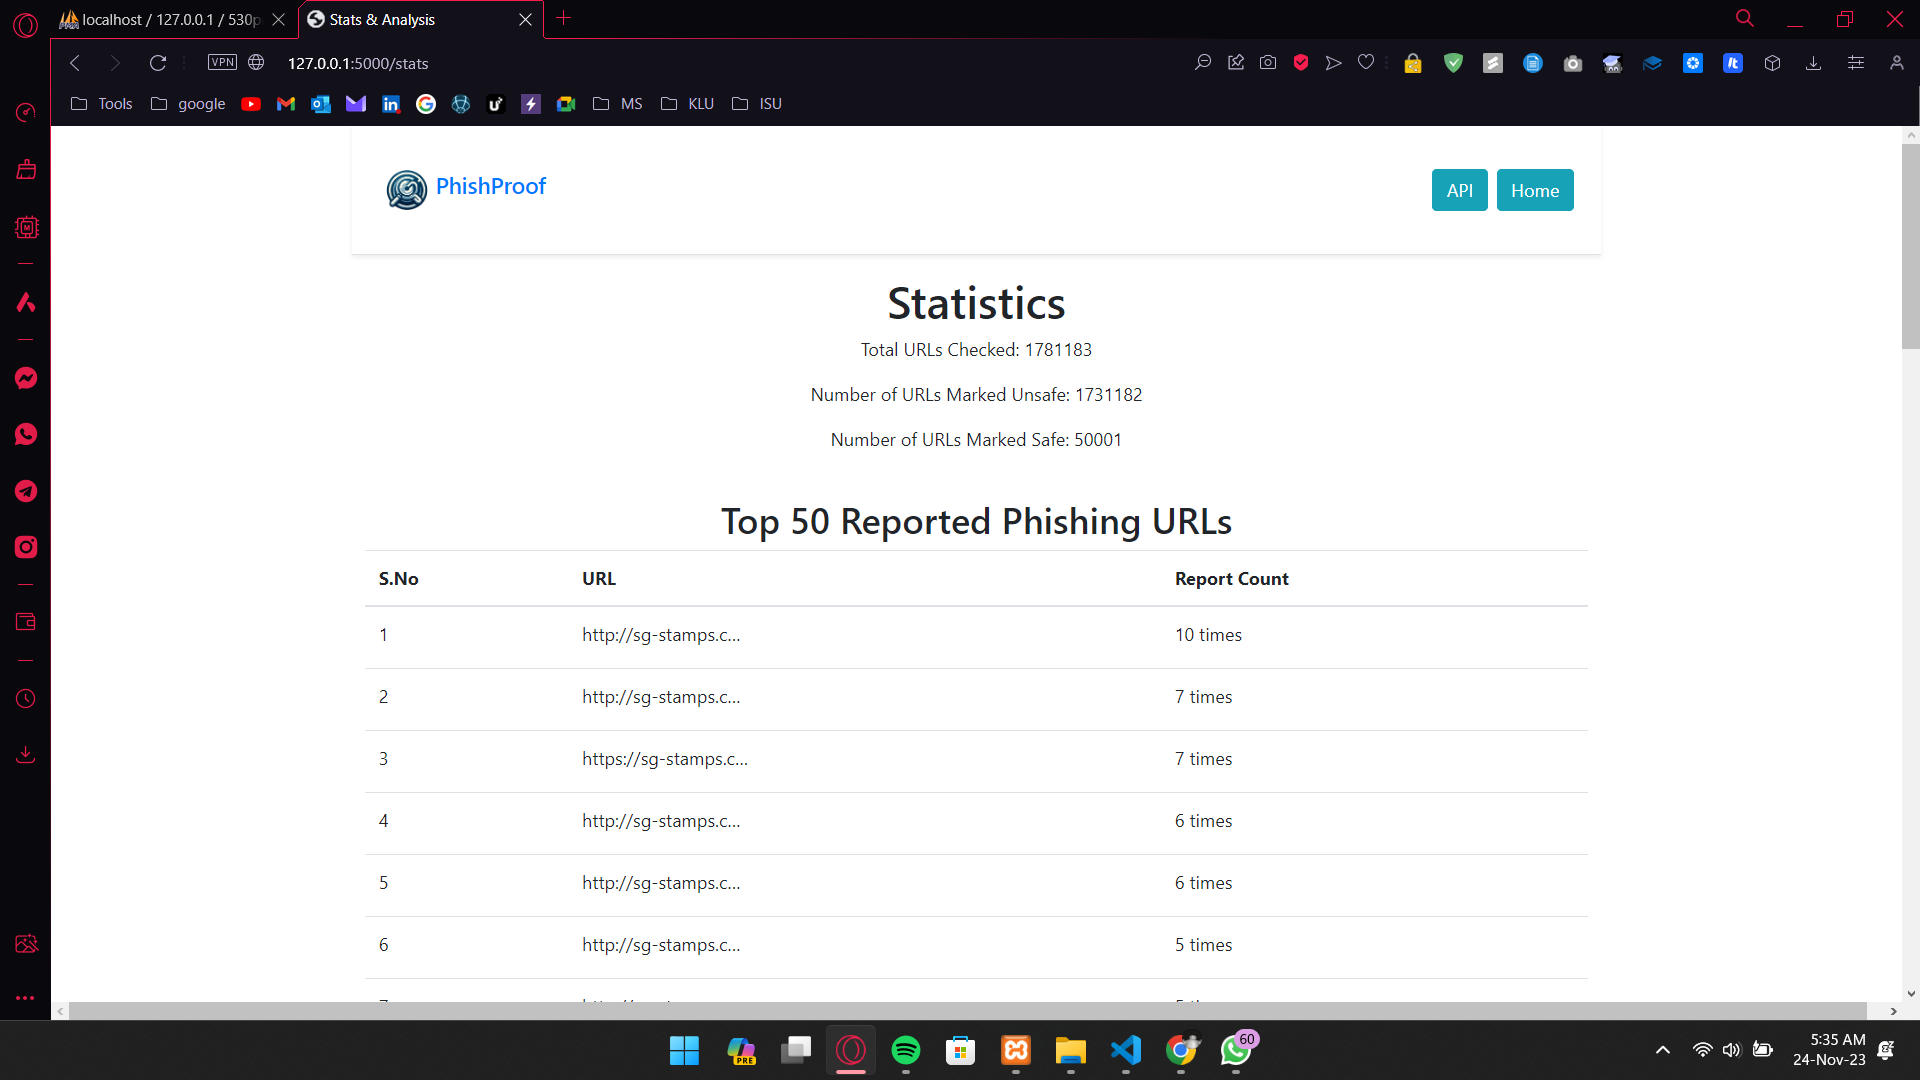 localhost / 127.0.0.1 / 530p
Stats & Analysis
VPN
127.0.0.1:5000/stats
Tools
google
MS
KLU
ISU
PhishProof
API
Home
Statistics
Total URLs Checked: 1781183
Number of URLs Marked Unsafe: 1731182
Number of URLs Marked Safe: 50001
Top 50 Reported Phishing URLs
S.No URL Report Count
1 http://sg-stamps.c... 10 times
2 http://sg-stamps.c... 7 times
3 https://sg-stamps.c... 7 times
4 http://sg-stamps.c... 6 times
5 http://sg-stamps.c... 6 times
6 http://sg-stamps.c... 5 times
PRE
60
5:35 AM
24-Nov-23